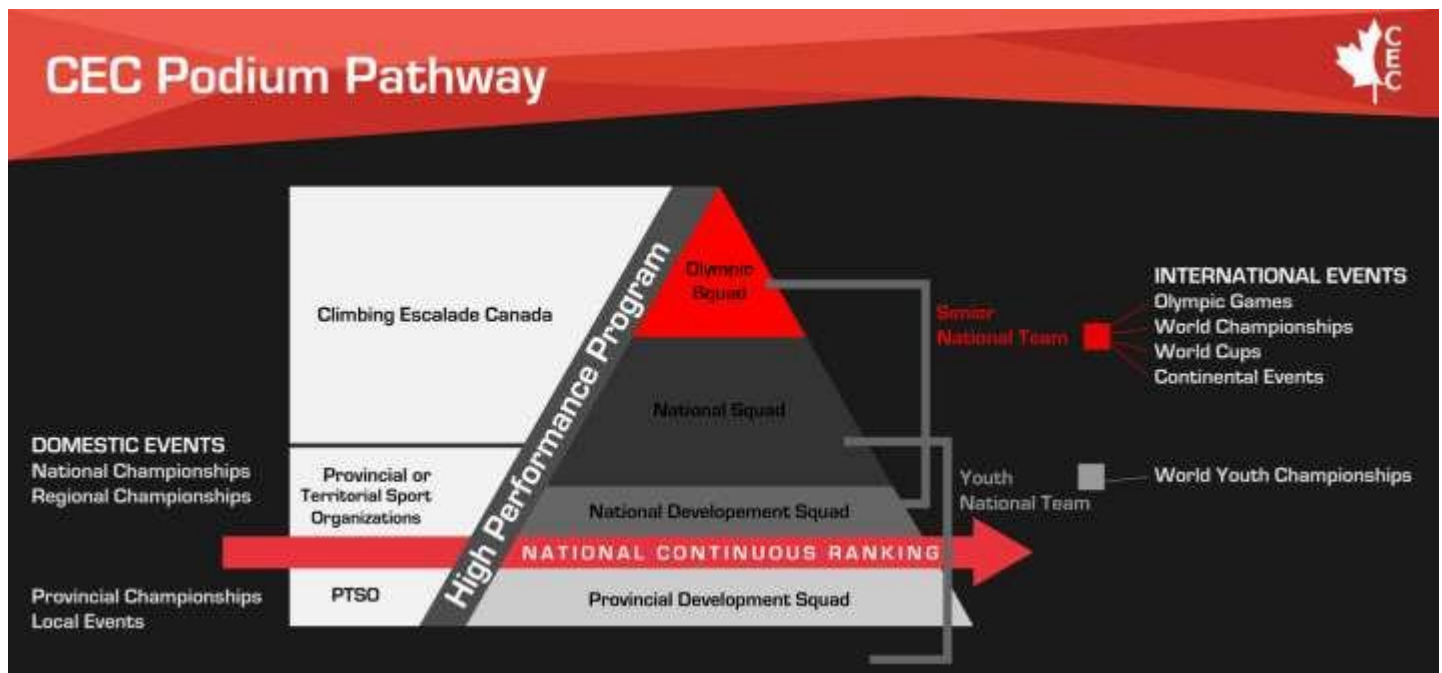 CEC Podium Pathway
C
E
C
Climbing Escalade Canada
High Performance Program
Olympic
Squad
Senior
National Team
INTERNATIONAL EVENTS
Olympic Games
World Championships
World Cups
Continental Events
National Squad
DOMESTIC EVENTS
National Championships
Regional Championships
Provincial or
Territorial Sport
Organizations
National Developement Squad
Youth
National Team
World Youth Championships
NATIONAL CONTINUOUS RANKING
Provincial Championships
Local Events
PTSO
Provincial Development Squad